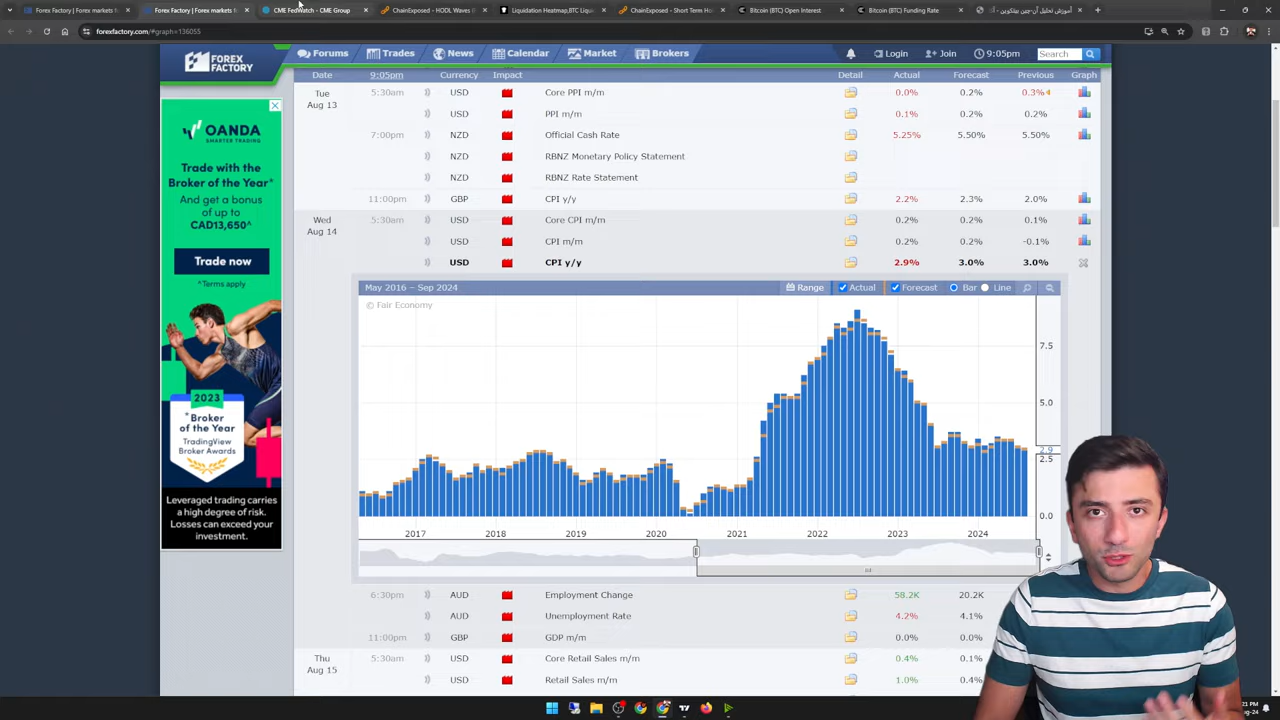 Forex Factory | Forex markets f
Forex Factory | Forex markets f
CME FedWatch - CME Group
ChainExposed - HODL Waves (R
Liquidation Heatmap,BTC Liquid
ChainExposed - Short Term Ho
Bitcoin (BTC) Open Interest
Bitcoin (BTC) Funding Rate
آموزش تحلیل آن چین بیتکوین
forexfactory.com/#graph=136055
FOREX
FACTORY
Forums
Trades
News
Calendar
Market
Brokers
Login
Join
9:05pm
Search
Date 9:05pm Currency Impact Detail Actual Forecast Previous Graph
Tue
Aug 13
5:30am USD Core PPI m/m 0.0% 0.2% 0.3%
USD PPI m/m 0.1% 0.2% 0.2%
7:00pm NZD Official Cash Rate 5.25% 5.50% 5.50%
NZD RBNZ Monetary Policy Statement
NZD RBNZ Rate Statement
11:00pm GBP CPI y/y 2.2% 2.3% 2.0%
Wed
Aug 14
5:30am USD Core CPI m/m 0.2% 0.2% 0.1%
USD CPI m/m 0.2% 0.2% -0.1%
USD CPI y/y 2.9% 3.0% 3.0%
May 2016 – Sep 2024
Range Actual Forecast Bar Line
© Fair Economy
7.5
5.0
2.9
2.5
0.0
2017 2018 2019 2020 2021 2022 2023 2024
6:30pm AUD Employment Change 58.2K 20.2K
AUD Unemployment Rate 4.2% 4.1%
11:00pm GBP GDP m/m 0.0% 0.0%
Thu
Aug 15
5:30am USD Core Retail Sales m/m 0.4% 0.1%
USD Retail Sales m/m 1.0% 0.4%
OANDA
SMARTER TRADING
Trade with the
Broker of the Year*
And get a bonus
of up to
CAD13,650^
Trade now
*Terms apply
2023
*Broker
of the Year
TradingView
Broker Awards
Leveraged trading carries
a high degree of risk.
Losses can exceed your
investment.